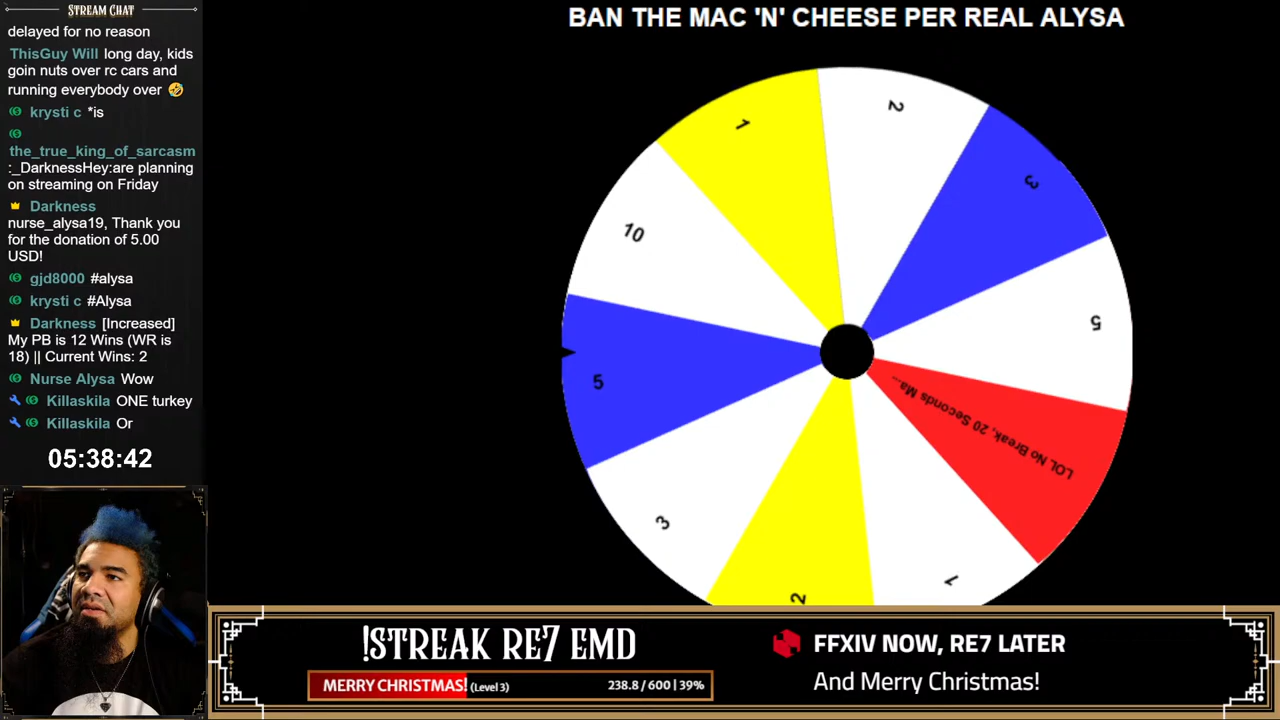 STREAM CHAT
delayed for no reason
ThisGuy Will long day, kids
goin nuts over rc cars and
running everybody over 🤣
krysti c *is
the_true_king_of_sarcasm
:_DarknessHey:are planning
on streaming on Friday
Darkness
nurse_alysa19, Thank you
for the donation of 5.00
USD!
gjd8000 #alysa
krysti c #Alysa
Darkness [Increased]
My PB is 12 Wins (WR is
18) || Current Wins: 2
Nurse Alysa Wow
Killaskila ONE turkey
Killaskila Or
05:38:42
BAN THE MAC 'N' CHEESE PER REAL ALYSA
1
2
3
5
LOL No Break, 20 Seconds Ma...
1
2
3
5
10
!STREAK RE7 EMD
MERRY CHRISTMAS! (Level 3) 238.8 / 600 | 39%
FFXIV NOW, RE7 LATER
And Merry Christmas!